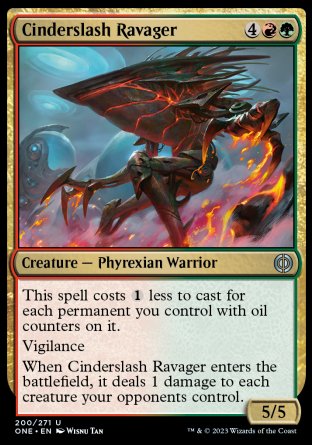 Cinderslash Ravager 4
Creature — Phyrexian Warrior
This spell costs 1 less to cast for
each permanent you control with oil
counters on it.
Vigilance
When Cinderslash Ravager enters the
battlefield, it deals 1 damage to each
creature your opponents control.
5/5
200/271 U
ONE • EN Wisnu Tan ™ & © 2023 Wizards of the Coast